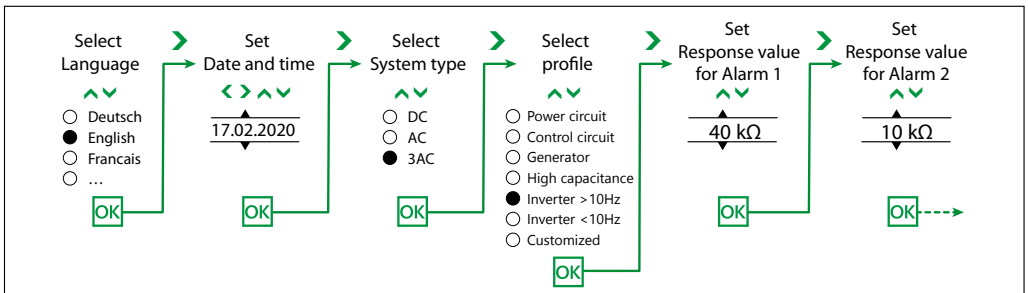 Select
Language
Deutsch
English
Francais
...
OK
Set
Date and time
17.02.2020
OK
Select
System type
DC
AC
3AC
OK
Select
profile
Power circuit
Control circuit
Generator
High capacitance
Inverter >10Hz
Inverter <10Hz
Customized
OK
Set
Response value
for Alarm 1
40 kΩ
OK
Set
Response value
for Alarm 2
10 kΩ
OK